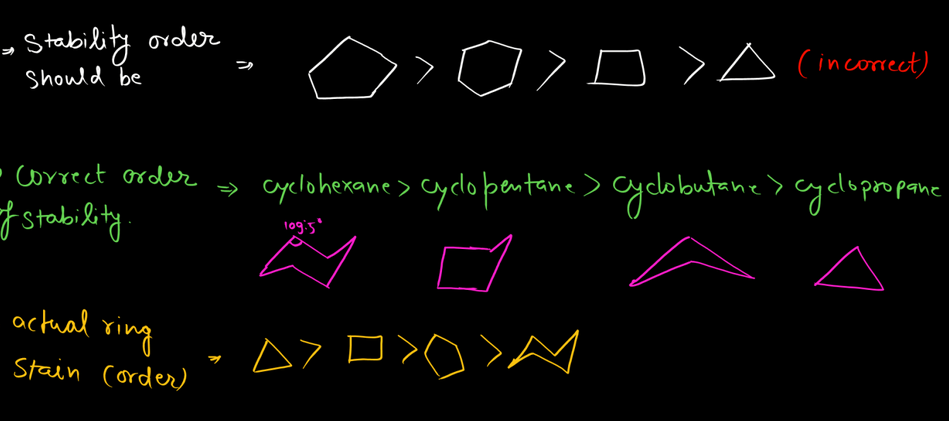 ⇒ Stability order
should be ⇒ > > > (incorrect)
Correct order ⇒ cyclohexane > cyclopentane > cyclobutane > cyclopropane
of stability.
109.5°
actual ring
Stain (order) ⇒ > > >